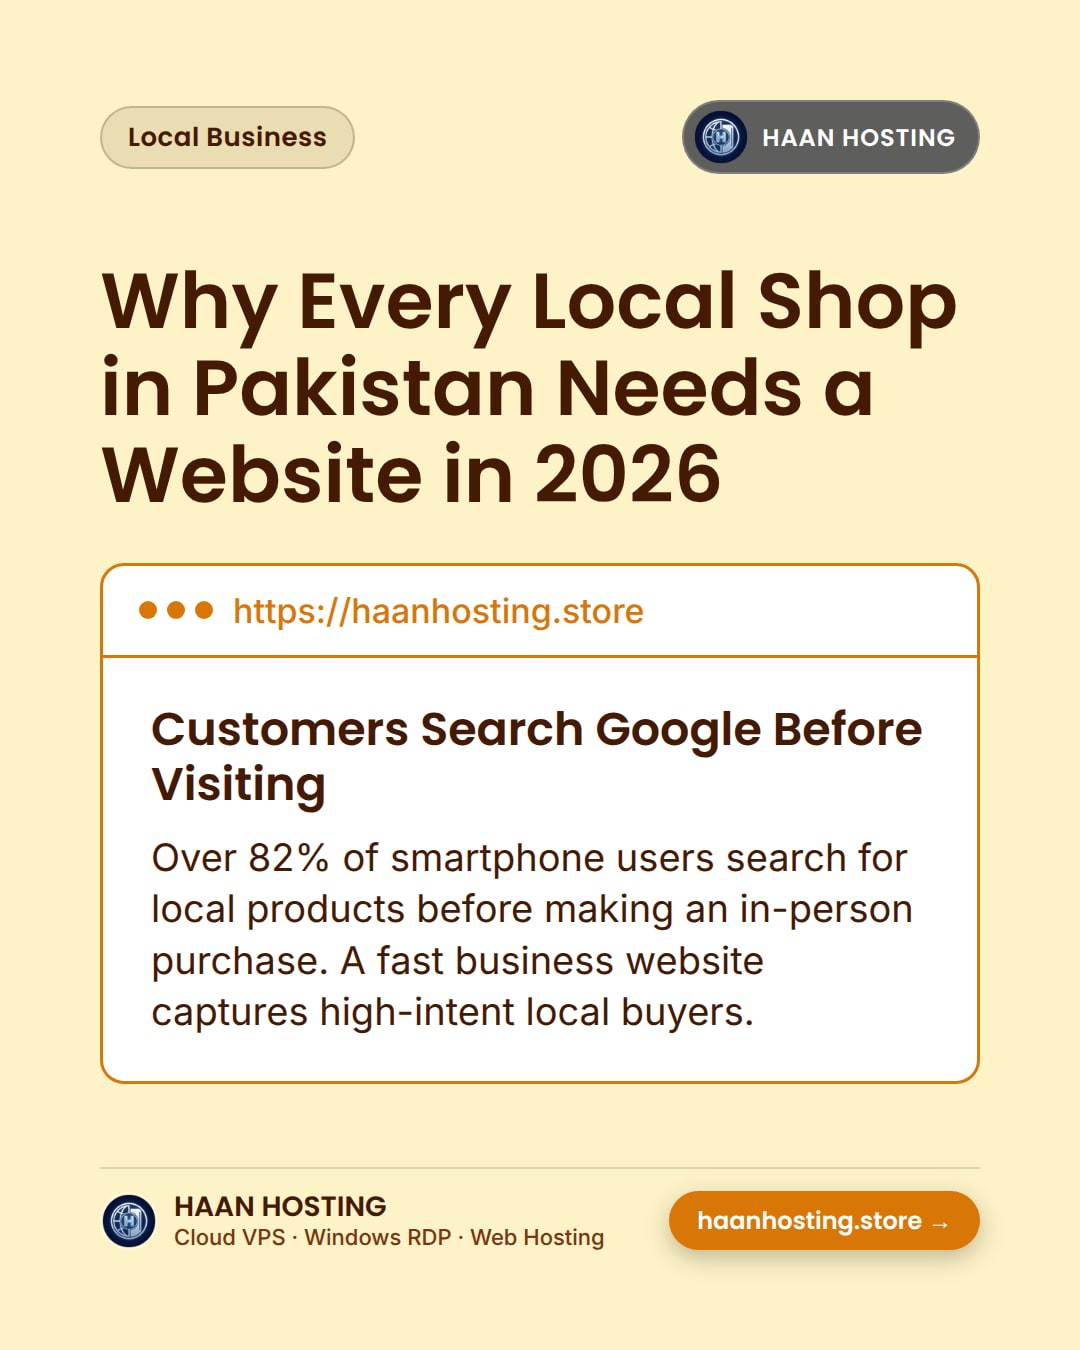 Local Business
HAAN HOSTING
Why Every Local Shop
in Pakistan Needs a
Website in 2026
https://haanhosting.store
Customers Search Google Before
Visiting
Over 82% of smartphone users search for
local products before making an in-person
purchase. A fast business website
captures high-intent local buyers.
HAAN HOSTING
Cloud VPS · Windows RDP · Web Hosting
haanhosting.store →